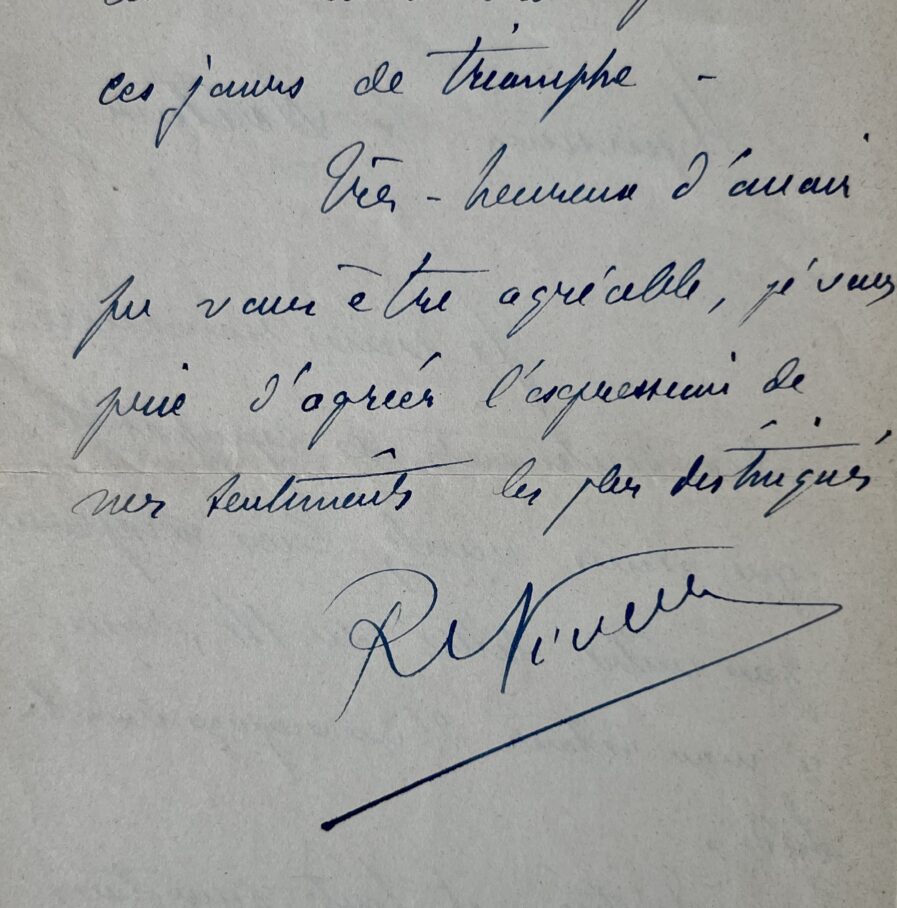 ces jours de triomphe -
Très-heureux d'avoir
pu vous être agréable, je vous
prie d'agréer l'expression de
mes sentiments les plus distingués
R Nivelle